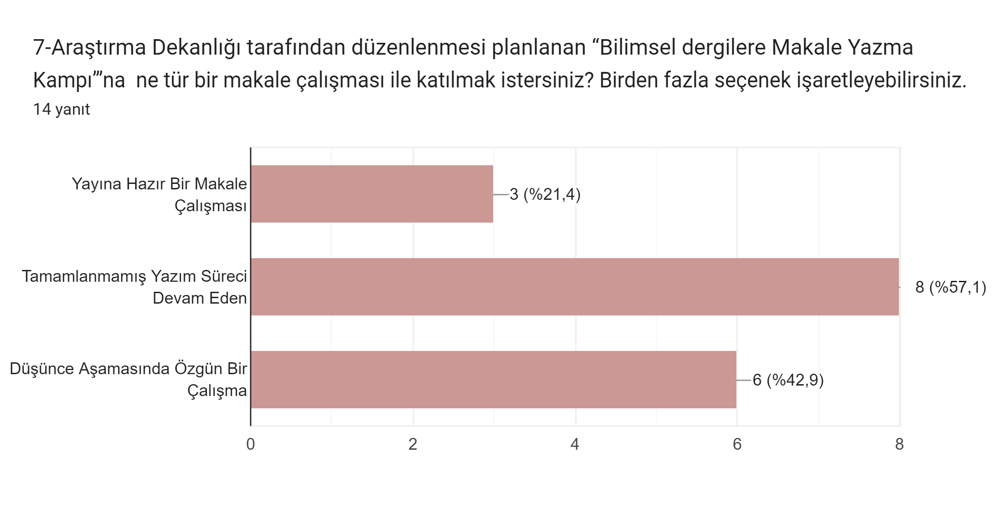 7-Araştırma Dekanlığı tarafından düzenlenmesi planlanan “Bilimsel dergilere Makale Yazma
Kampı”’na  ne tür bir makale çalışması ile katılmak istersiniz? Birden fazla seçenek işaretleyebilirsiniz.
14 yanıt
Yayına Hazır Bir Makale
Çalışması
3 (%21,4)
Tamamlanmamış Yazım Süreci
Devam Eden
8 (%57,1)
Düşünce Aşamasında Özgün Bir
Çalışma
6 (%42,9)
0 2 4 6 8